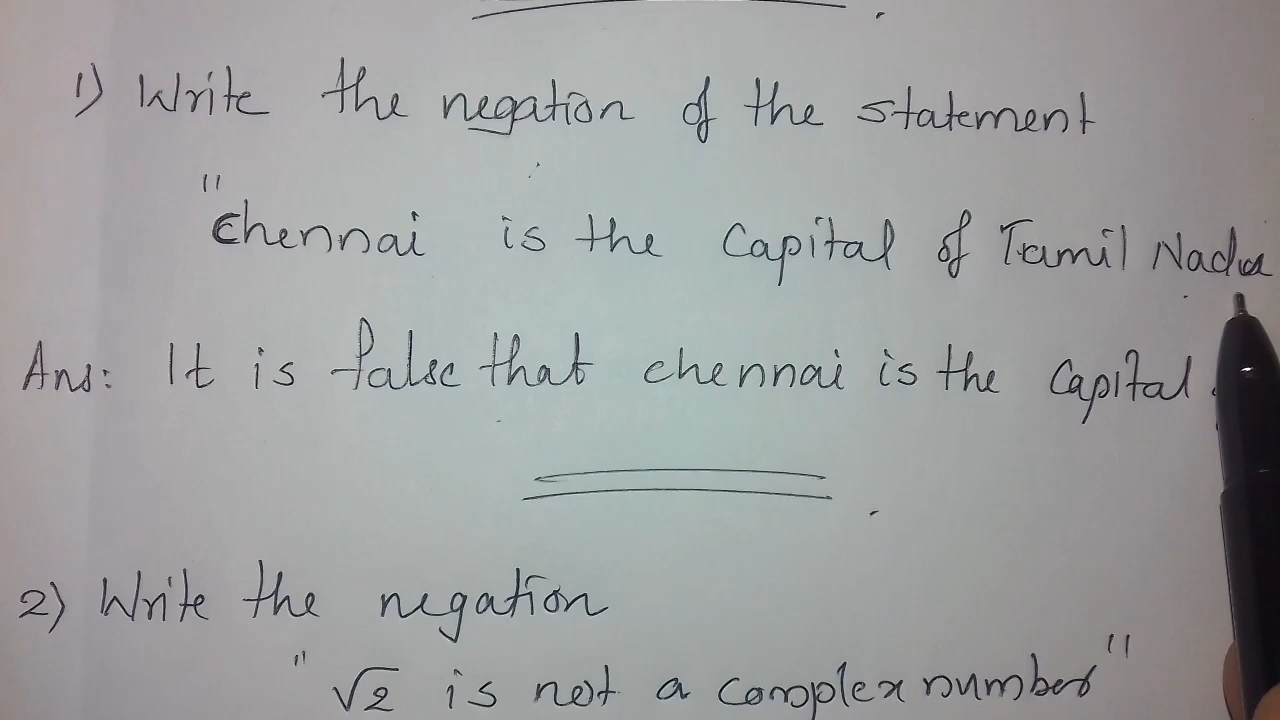 1) Write the negation of the statement
"Chennai is the Capital of Tamil Nadu
Ans: It is false that chennai is the Capital.
2) Write the negation
"√2 is not a complex number"